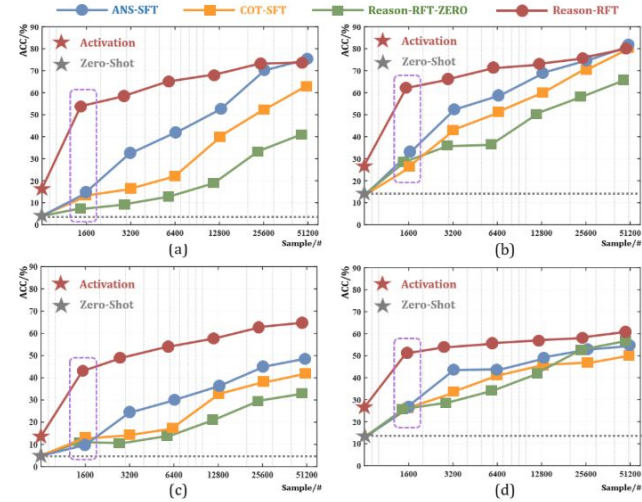 ANS-SFT COT-SFT Reason-RFT-ZERO Reason-RFT
ACC/%
90
80
70
60
50
40
30
20
10
0
Activation
Zero-Shot
1600 3200 6400 12800 25600 51200
Sample/#
(a)
ACC/%
90
80
70
60
50
40
30
20
10
0
Activation
Zero-Shot
1600 3200 6400 12800 25600 51200
Sample/#
(b)
ACC/%
90
80
70
60
50
40
30
20
10
0
Activation
Zero-Shot
1600 3200 6400 12800 25600 51200
Sample/#
(c)
ACC/%
90
80
70
60
50
40
30
20
10
0
Activation
Zero-Shot
1600 3200 6400 12800 25600 51200
Sample/#
(d)